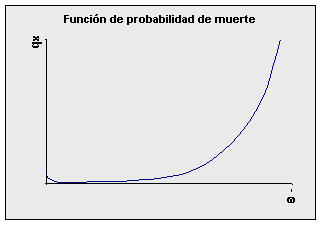 Función de probabilidad de muerte
qx
ω